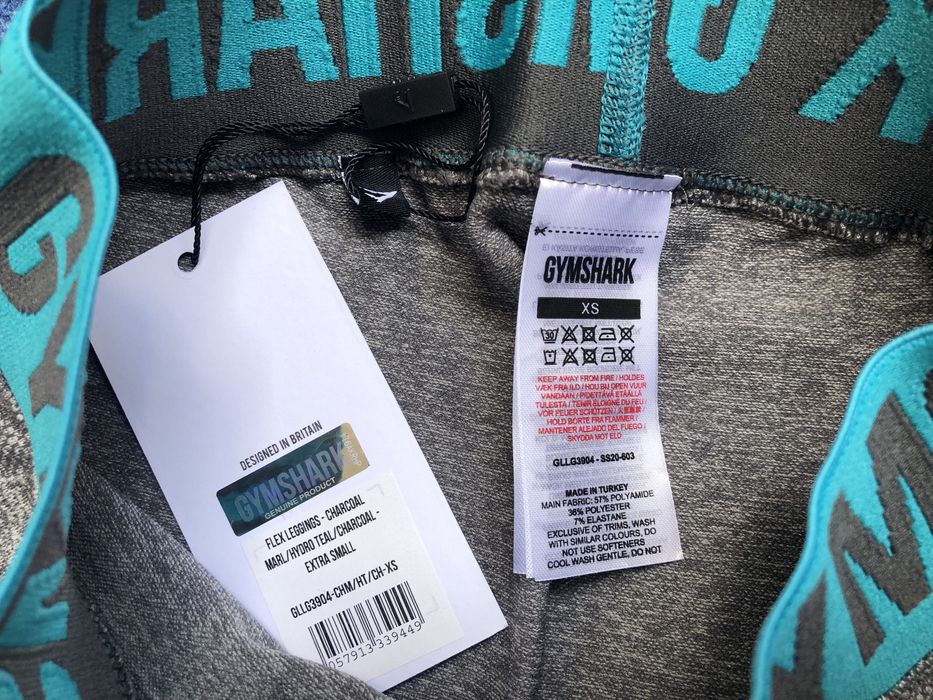 GYMSHARK
XS
KEEP AWAY FROM FIRE / HOLDES
VÆK FRA ILD / HOU BIJ OPEN VUUR
VANDAAN / PIDETTÄVÄ ETÄÄLLÄ
TULESTA / TENIR ELOIGNÉ DU FEU /
VOR FEUER SCHÜTZEN /
HOLD BORTE FRA FLAMMER /
MANTENER ALEJADO DEL FUEGO /
SKYDDA MOT ELD
GLLG3904 - SS20-603
MADE IN TURKEY
MAIN FABRIC: 57% POLYAMIDE
36% POLYESTER
7% ELASTANE
EXCLUSIVE OF TRIMS, WASH
WITH SIMILAR COLOURS, DO
NOT USE SOFTENERS
COOL WASH GENTLE, DO NOT
DESIGNED IN BRITAIN
GYMSHARK
GENUINE PRODUCT
FLEX LEGGINGS - CHARCOAL
MARL/HYDRO TEAL/CHARCOAL -
EXTRA SMALL
GLLG3904-CHM/HT/CH-XS
057913 339449